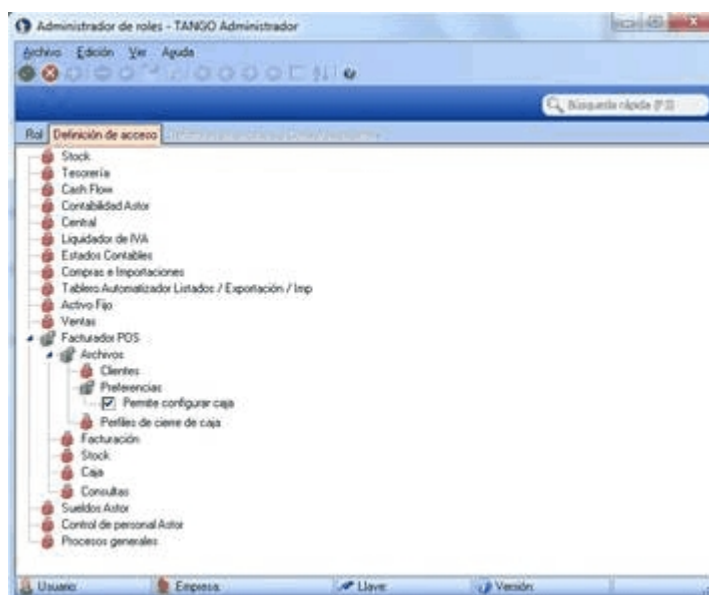 Administrador de roles - TANGO Administrador
Archivo Edición Ver Ayuda
Búsqueda rápida (F3)
Rol Definición de acceso
Stock
Tesorería
Cash Flow
Contabilidad Astor
Central
Liquidador de IVA
Estados Contables
Compras e Importaciones
Tablero Automatizador Listados / Exportación / Imp
Activo Fijo
Ventas
Facturador POS
Archivos
Clientes
Preferencias
Permite configurar caja
Perfiles de cierre de caja
Facturación
Stock
Caja
Consultas
Sueldos Astor
Control de personal Astor
Procesos generales
Usuario: Empresa: Llave: Versión: